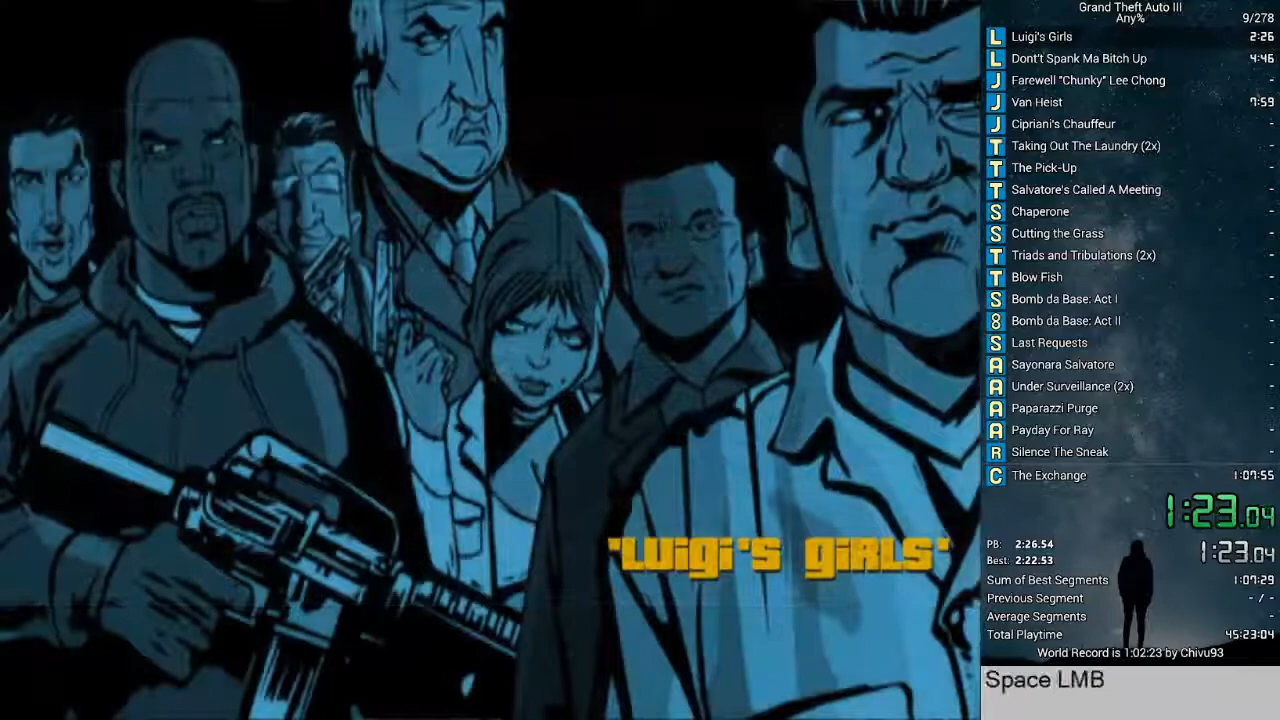 Grand Theft Auto III
Any%
9/278
L Luigi's Girls 2:26
L Dont't Spank Ma Bitch Up 4:46
J Farewell "Chunky" Lee Chong -
J Van Heist 7:59
J Cipriani's Chauffeur -
T Taking Out The Laundry (2x) -
T The Pick-Up -
T Salvatore's Called A Meeting -
S Chaperone -
S Cutting the Grass -
T Triads and Tribulations (2x) -
T Blow Fish -
S Bomb da Base: Act I -
8 Bomb da Base: Act II -
S Last Requests -
A Sayonara Salvatore -
A Under Surveillance (2x) -
A Paparazzi Purge -
A Payday For Ray -
R Silence The Sneak -
C The Exchange 1:07:55
1:23.04
PB: 2:26.54
Best: 2:22.53
1:23.04
Sum of Best Segments 1:07:29
Previous Segment - / -
Average Segments -
Total Playtime 45:23:04
World Record is 1:02:23 by Chivu93
Space LMB
'LUigi'S giRLS'